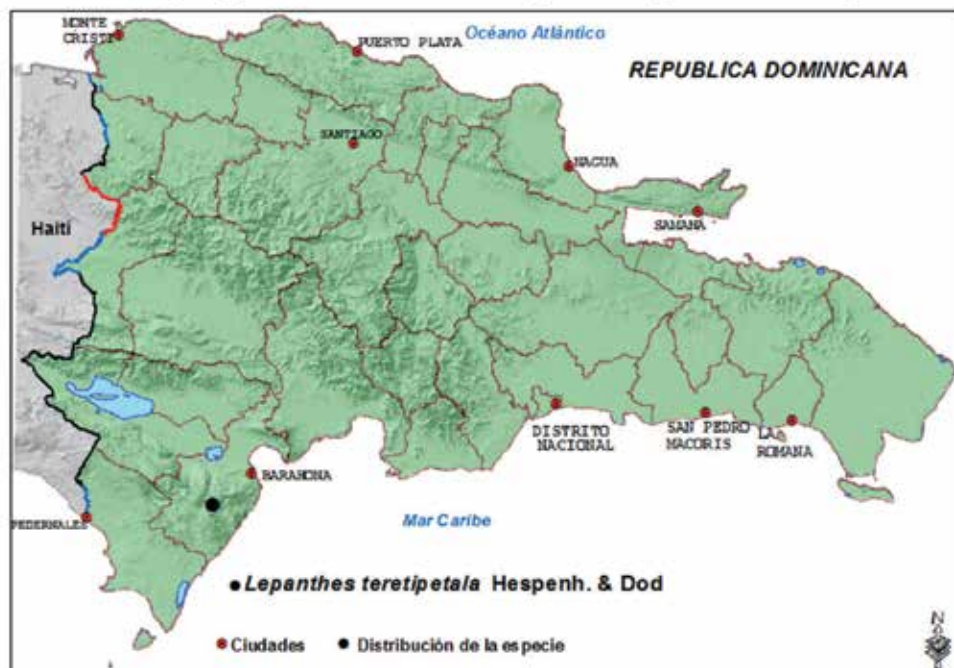 MONTE
CRISTI
PUERTO PLATA
Océano Atlántico
REPUBLICA DOMINICANA
SANTIAGO
NAGUA
SAMANA
Haití
DISTRITO
NACIONAL
SAN PEDRO
MACORIS
LA
ROMANA
BARAHONA
PEDERNALES
Mar Caribe
Lepanthes teretipetala Hespenh. & Dod
Ciudades
Distribución de la especie
N